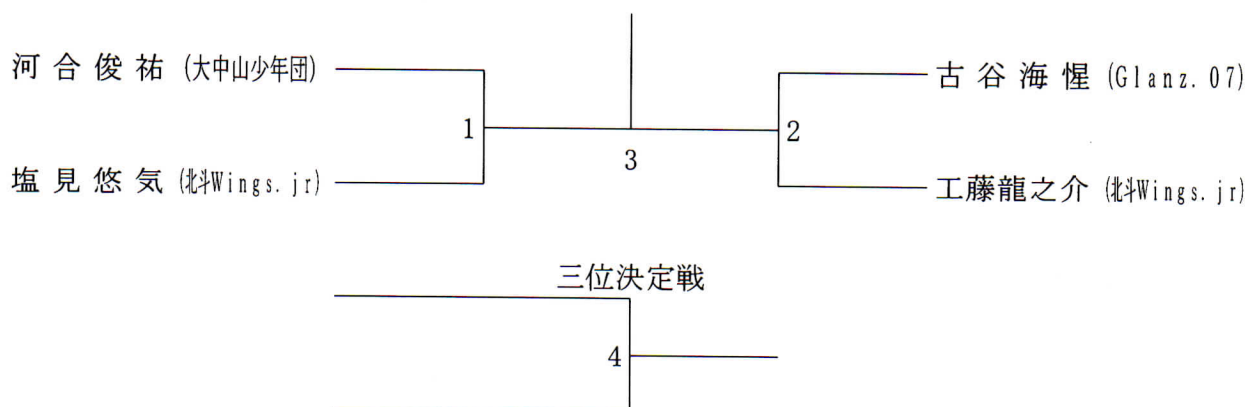 河合俊祐 (大中山少年団)
1
塩見悠気 (北斗Wings.jr)
3
古谷海惺 (Glanz.07)
2
工藤龍之介 (北斗Wings.jr)
三位決定戦
4